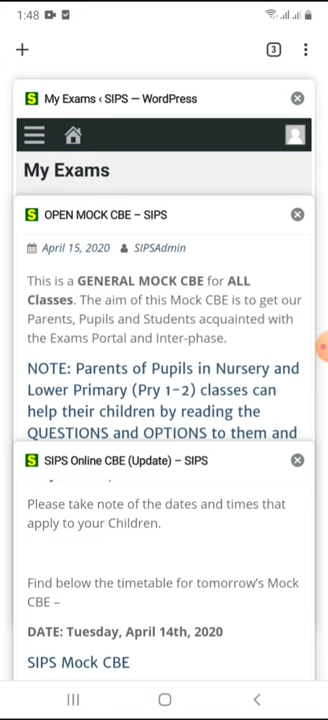 1:48
3
S My Exams ‹ SIPS — WordPress
My Exams
S OPEN MOCK CBE – SIPS
April 15, 2020 SIPSAdmin
This is a GENERAL MOCK CBE for ALL
Classes. The aim of this Mock CBE is to get our
Parents, Pupils and Students acquainted with
the Exams Portal and Inter-phase.
NOTE: Parents of Pupils in Nursery and
Lower Primary (Pry 1–2) classes can
help their children by reading the
QUESTIONS and OPTIONS to them and
S SIPS Online CBE (Update) – SIPS
Please take note of the dates and times that
apply to your Children.
Find below the timetable for tomorrow's Mock
CBE –
DATE: Tuesday, April 14th, 2020
SIPS Mock CBE